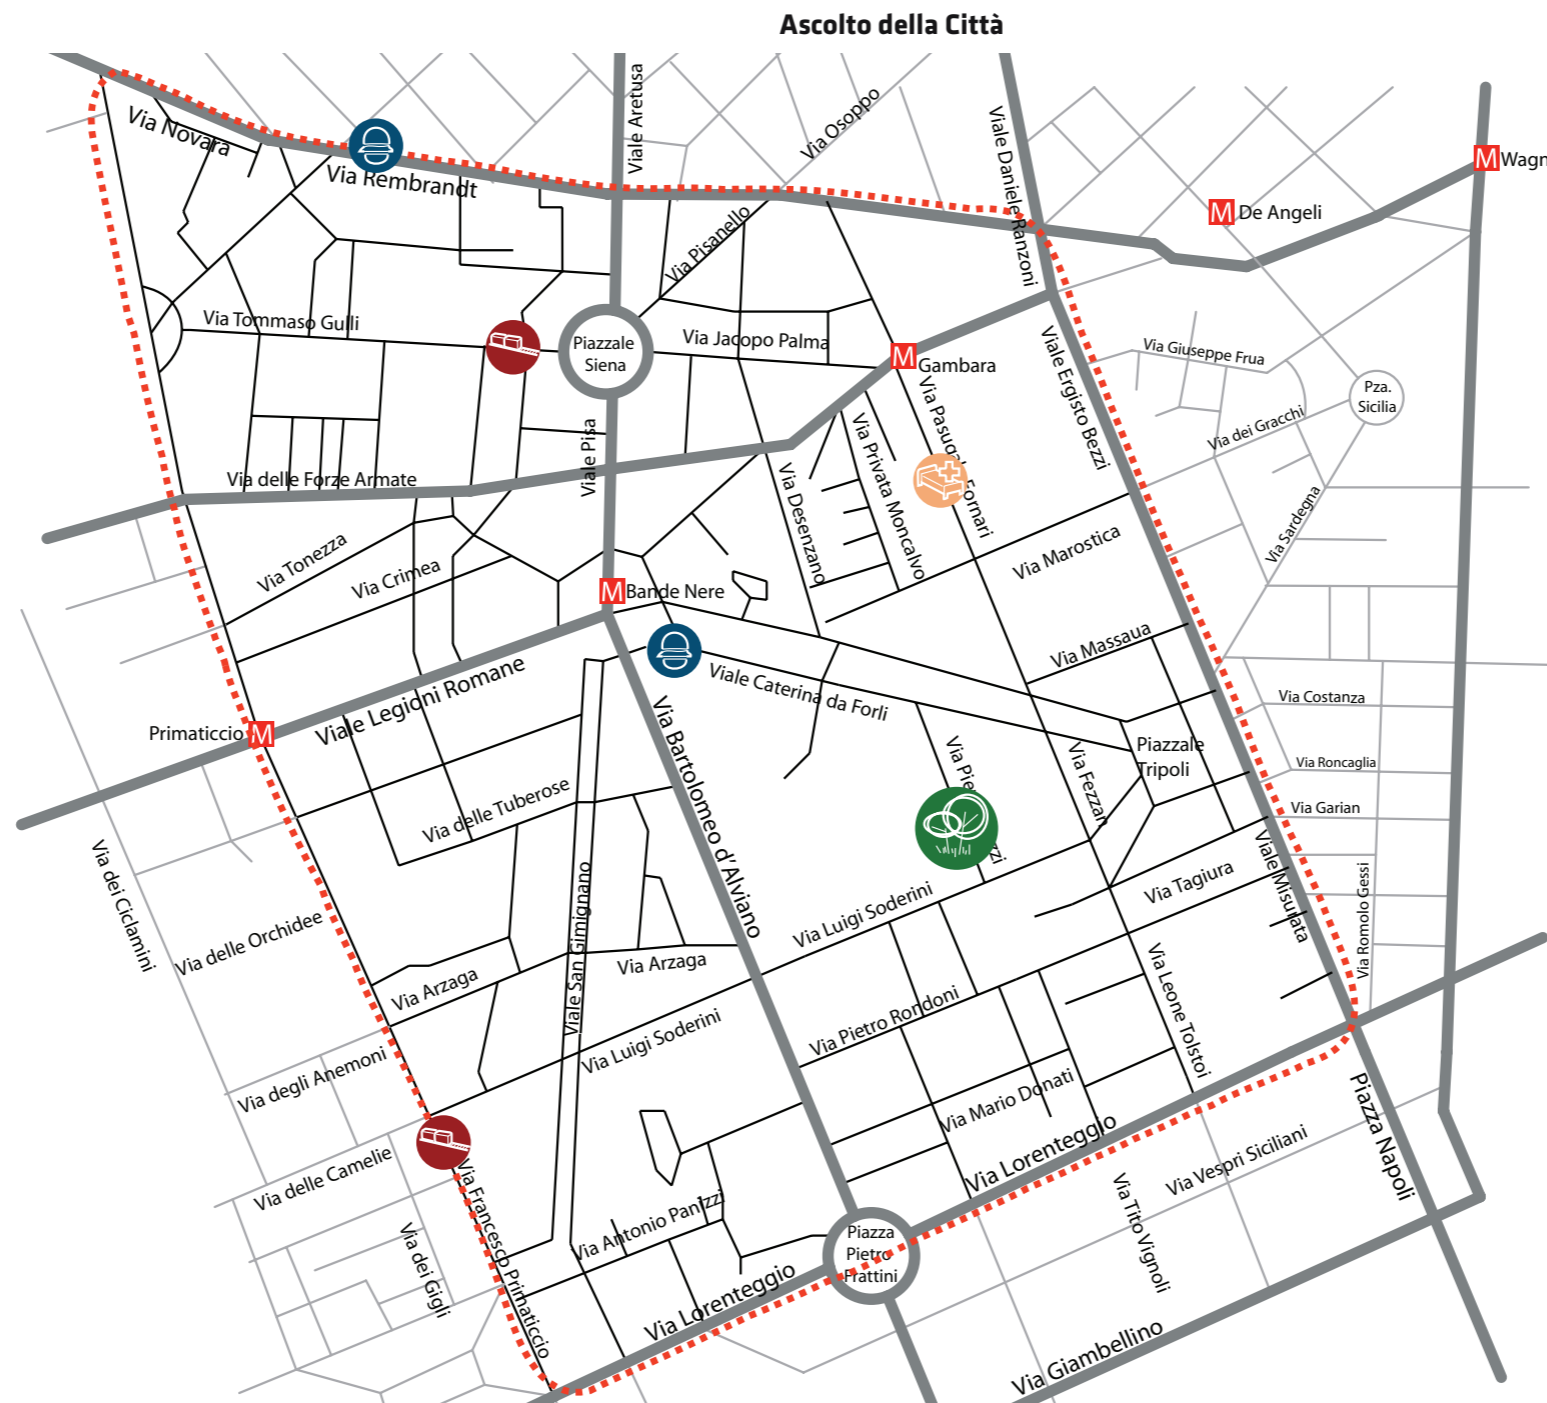 Ascolto della Città
Via Novara
Via Rembrandt
Viale Aretusa
Via Osoppo
Viale Daniele Ranzoni
M Wagn
M De Angeli
Via Pisanello
Via Tommaso Gulli
Piazzale
Siena
Via Jacopo Palma
M
Gambara
Viale Ergisto Bezzi
Via Giuseppe Frua
Pza.
Sicilia
Via dei Gracchi
Via delle Forze Armate
Viale Pisa
Via Desenzano
Via Privata Moncalvo
Fornari
Via Sardegna
Via Tonezza
Via Crimea
Via Marostica
M Bande Nere
Via Massaua
Viale Legioni Romane
Viale Caterina da Forli
Primaticcio M
Via Costanza
Via Roncaglia
Via Garian
Piazzale
Tripoli
Via Fezzan
Via delle Tuberose
Via Bartolomeo d'Alviano
Via dei Ciclamini
Via delle Orchidee
Via Luigi Soderini
Via Tagiura
Viale Misurata
Via Romolo Gessi
Via Arzaga
Via Arzaga
Viale San Gimignano
Via Luigi Soderini
Via Pietro Rondoni
Via Leone Tolstoi
Via degli Anemoni
Via Mario Donati
Via delle Camelie
Via Lorenteggio
Via Vespri Siciliani
Piazza Napoli
Via Tito Vignoli
Via dei Gigli
Via Francesco Primaticcio
Via Antonio Panizzi
Piazza
Pietro
Frattini
Via Lorenteggio
Via Giambellino